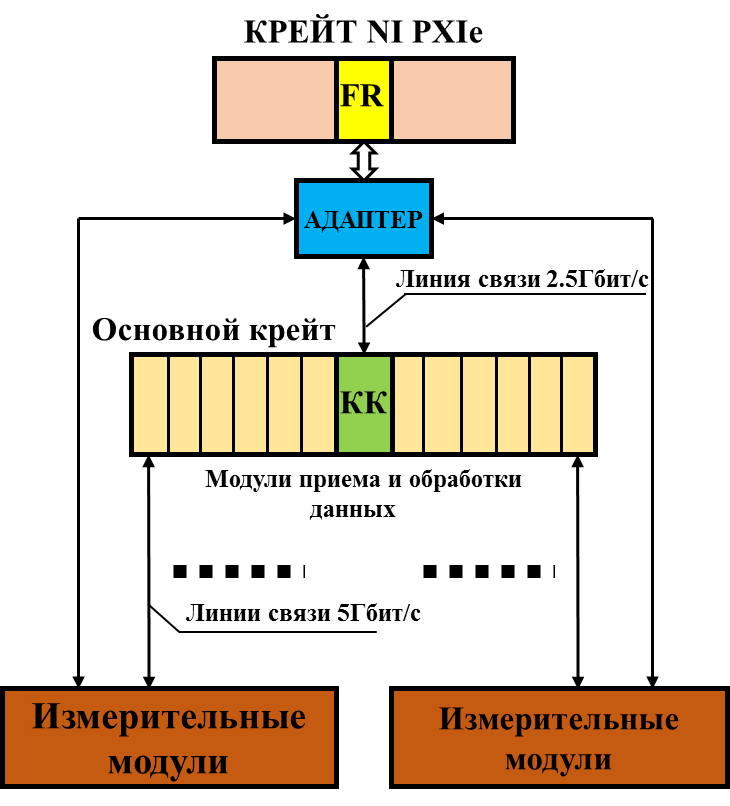 КРЕЙТ NI PXIe
FR
АДАПТЕР
Линия связи 2.5Гбит/с
Основной крейт
КК
Модули приема и обработки
данных
Линии связи 5Гбит/с
Измерительные
модули
Измерительные
модули